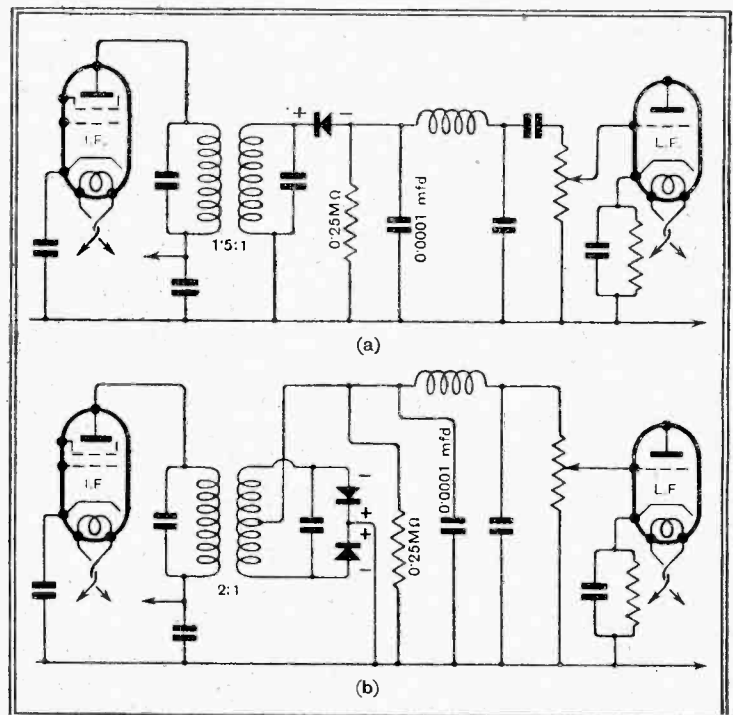 I.F.
+ -
1·5:1
0·25MΩ
0·0001 mfd
L.F.
(a)
I.F
2:1
-
+
+
-
0·25MΩ
0·0001 mfd
L.F.
(b)